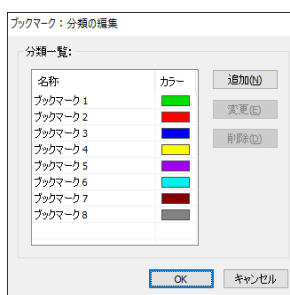 ブックマーク：分類の編集
分類一覧:
名称 カラー
ブックマーク 1
ブックマーク 2
ブックマーク 3
ブックマーク 4
ブックマーク 5
ブックマーク 6
ブックマーク 7
ブックマーク 8
追加(N)
変更(E)
削除(D)
OK キャンセル